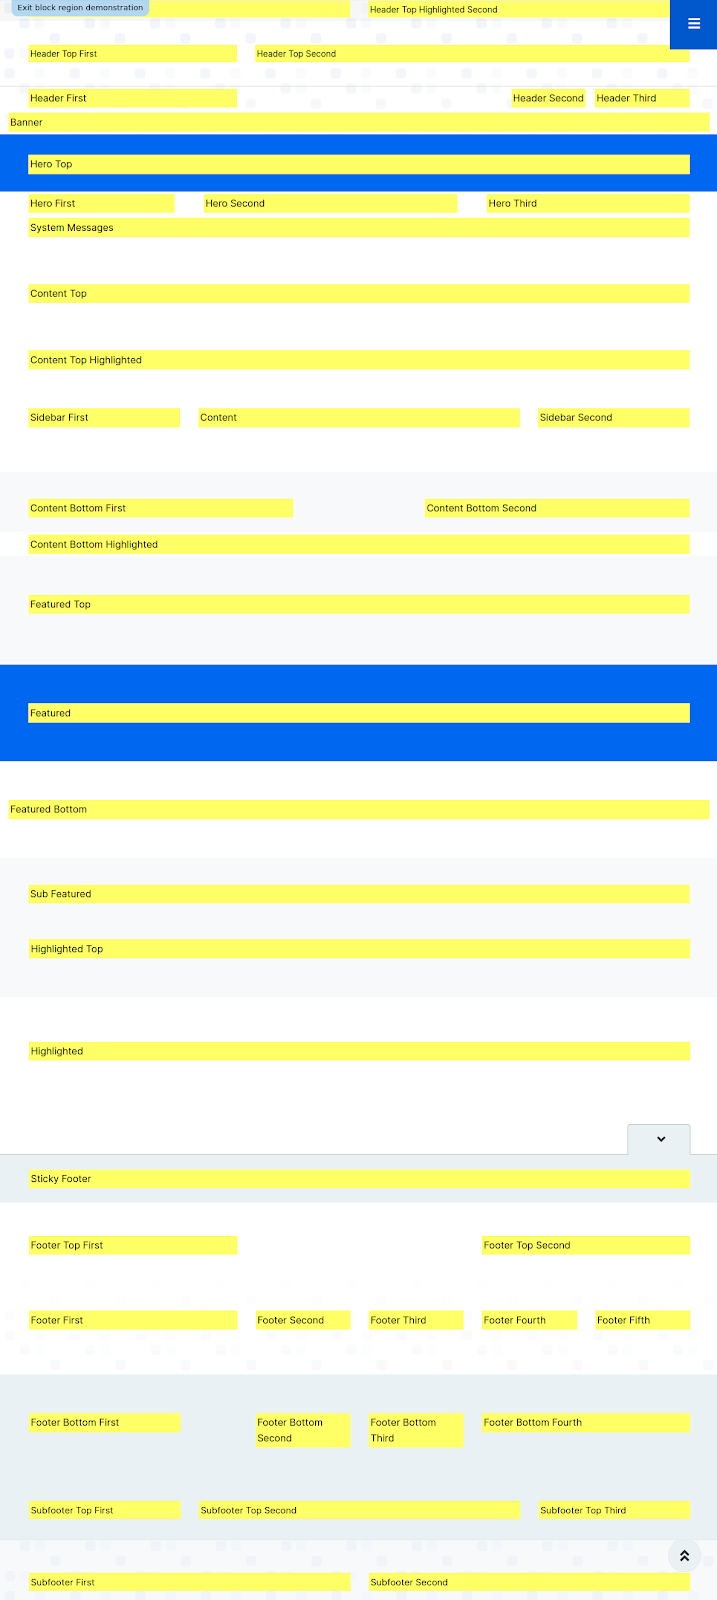 Exit block region demonstration
Header Top Highlighted Second
Header Top First
Header Top Second
Header First
Header Second
Header Third
Banner
Hero Top
Hero First
Hero Second
Hero Third
System Messages
Content Top
Content Top Highlighted
Sidebar First
Content
Sidebar Second
Content Bottom First
Content Bottom Second
Content Bottom Highlighted
Featured Top
Featured
Featured Bottom
Sub Featured
Highlighted Top
Highlighted
Sticky Footer
Footer Top First
Footer Top Second
Footer First
Footer Second
Footer Third
Footer Fourth
Footer Fifth
Footer Bottom First
Footer Bottom
Second
Footer Bottom
Third
Footer Bottom Fourth
Subfooter Top First
Subfooter Top Second
Subfooter Top Third
Subfooter First
Subfooter Second